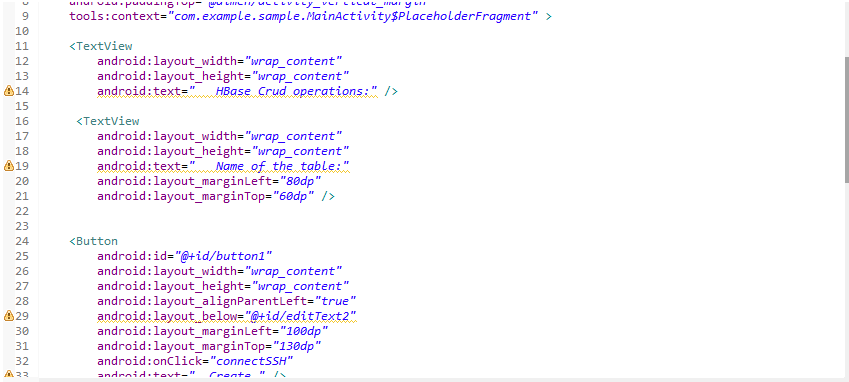 8 android:paddingTop="@dimen/activity_vertical_margin"
9 tools:context="com.example.sample.MainActivity$PlaceholderFragment" >
10
11 <TextView
12 android:layout_width="wrap_content"
13 android:layout_height="wrap_content"
14 android:text="   HBase Crud operations:" />
15
16 <TextView
17 android:layout_width="wrap_content"
18 android:layout_height="wrap_content"
19 android:text="   Name of the table:"
20 android:layout_marginLeft="80dp"
21 android:layout_marginTop="60dp" />
22
23
24 <Button
25 android:id="@+id/button1"
26 android:layout_width="wrap_content"
27 android:layout_height="wrap_content"
28 android:layout_alignParentLeft="true"
29 android:layout_below="@+id/editText2"
30 android:layout_marginLeft="100dp"
31 android:layout_marginTop="130dp"
32 android:onClick="connectSSH"
33 android:text="  Create " />